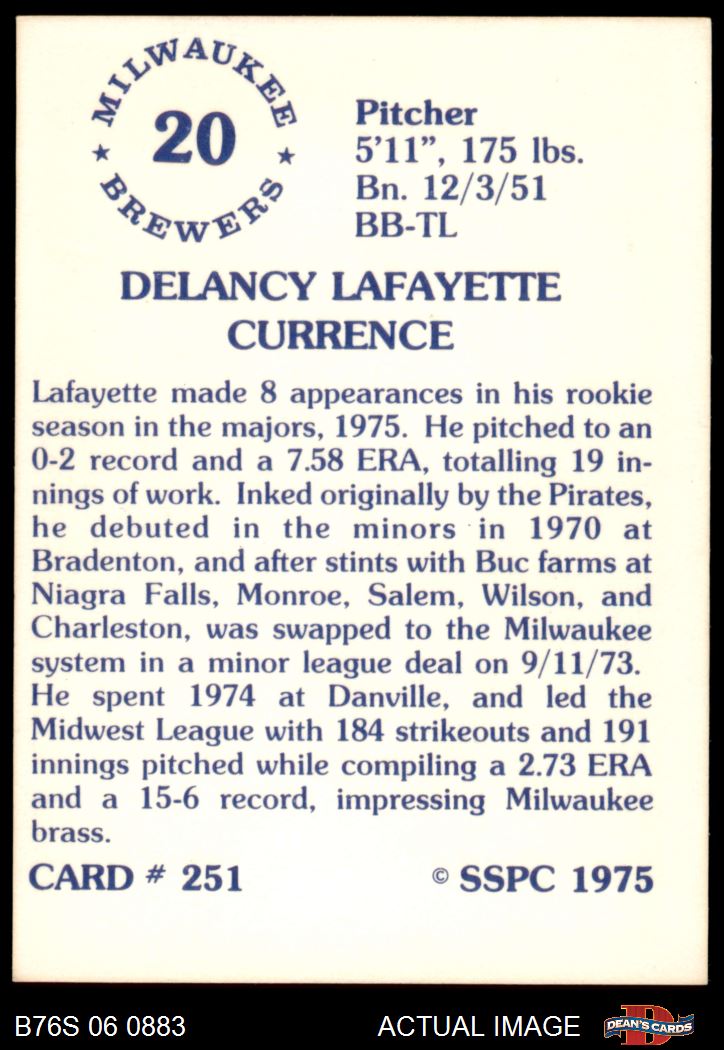 MILWAUKEE
20
★ ★
BREWERS
Pitcher
5'11”, 175 lbs.
Bn. 12/3/51
BB-TL
DELANCY LAFAYETTE
CURRENCE
Lafayette made 8 appearances in his rookie
season in the majors, 1975. He pitched to an
0-2 record and a 7.58 ERA, totalling 19 in-
nings of work. Inked originally by the Pirates,
he debuted in the minors in 1970 at
Bradenton, and after stints with Buc farms at
Niagra Falls, Monroe, Salem, Wilson, and
Charleston, was swapped to the Milwaukee
system in a minor league deal on 9/11/73.
He spent 1974 at Danville, and led the
Midwest League with 184 strikeouts and 191
innings pitched while compiling a 2.73 ERA
and a 15-6 record, impressing Milwaukee
brass.
CARD # 251 © SSPC 1975
B76S 06 0883 ACTUAL IMAGE D DEAN'S CARDS